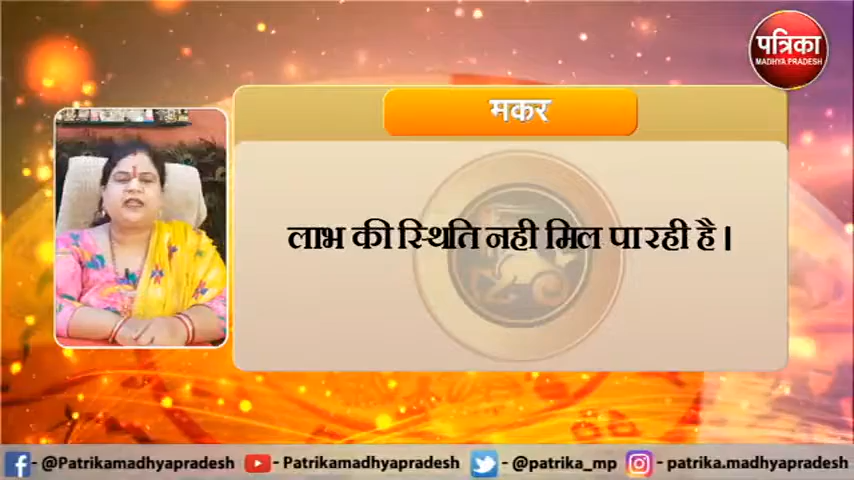 पत्रिका
MADHYA PRADESH
मकर
लाभ की स्थिति नही मिल पा रही है ।
- @Patrikamadhyapradesh - Patrikamadhyapradesh - @patrika_mp - patrika.madhyapradesh